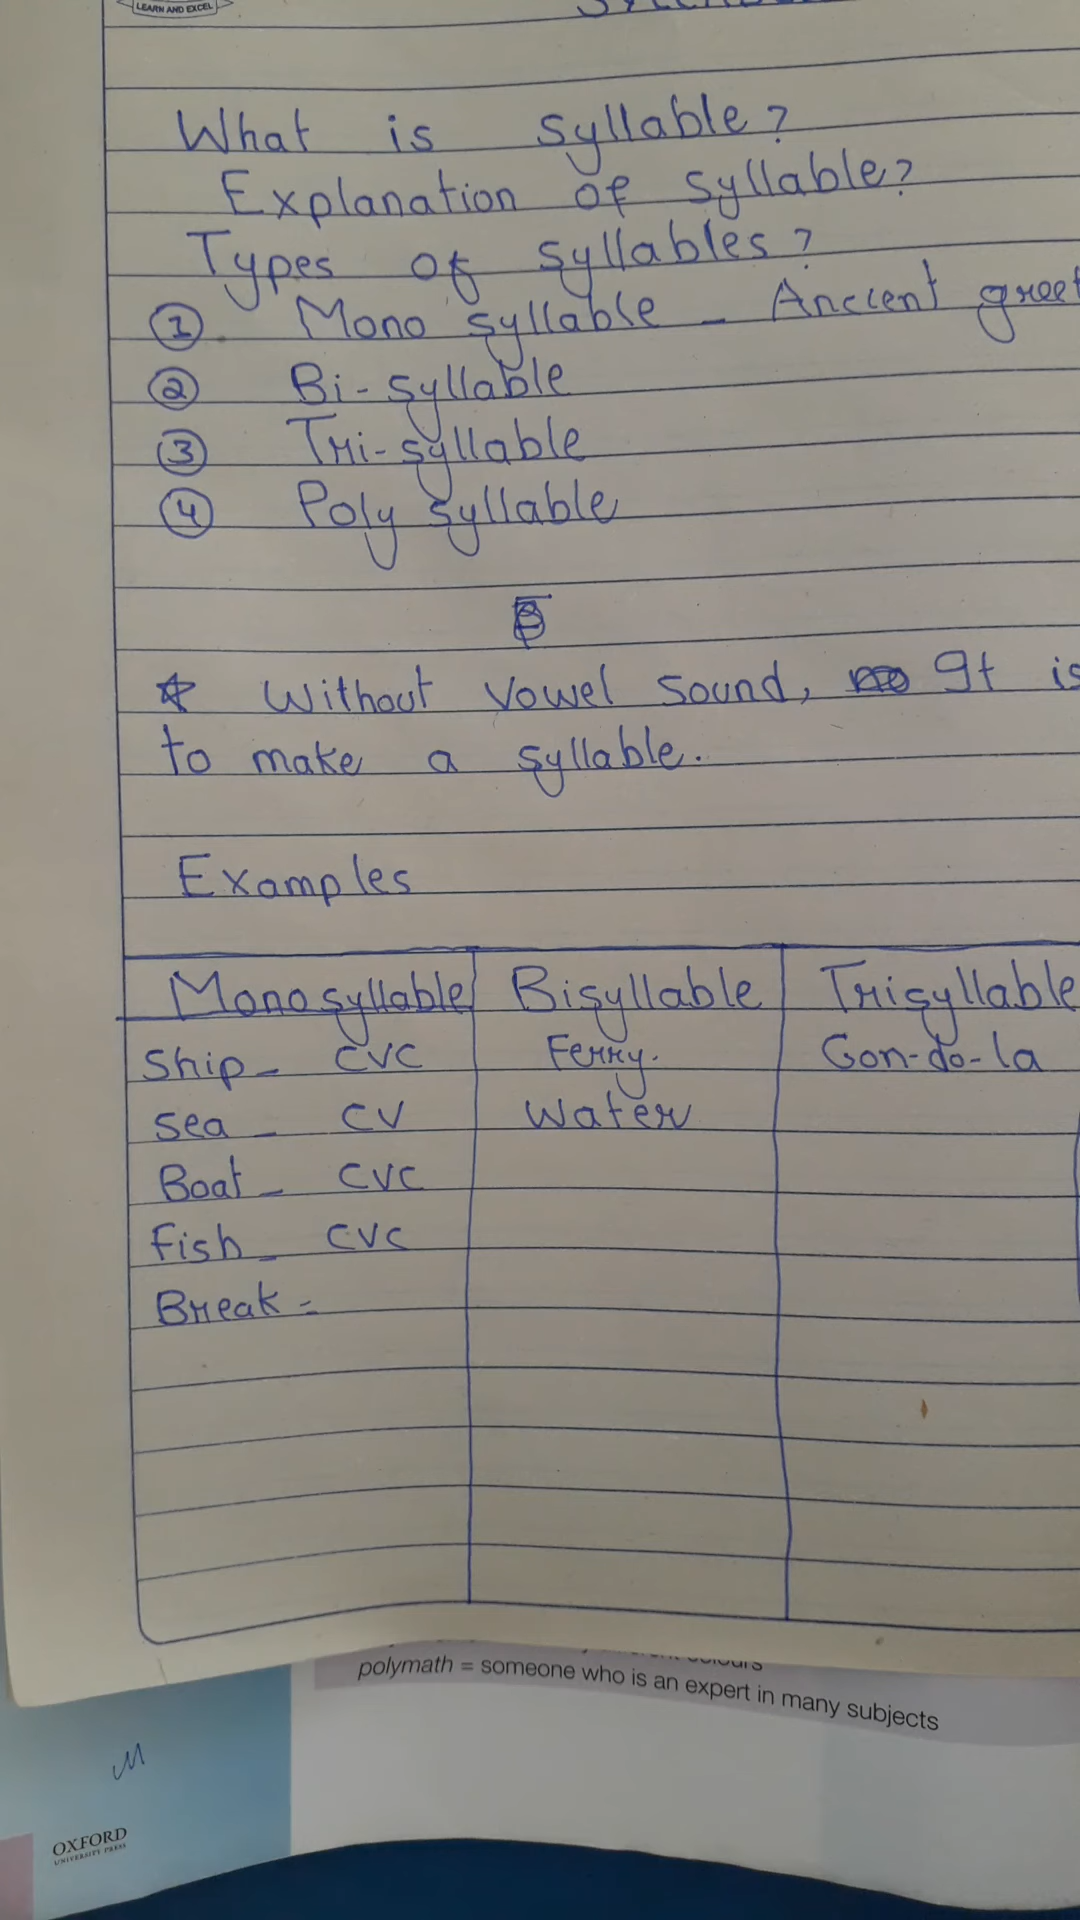 LEARN AND EXCEL
What is syllable?
Explanation of syllable?
Types of syllables?
① Mono syllable - Ancient greet
② Bi-syllable
③ Tri-syllable
④ Poly syllable
* Without vowel sound, It is
to make a syllable.
Examples
Monosyllable Bisyllable Trisyllable
Ship - CVC Ferry. Gon-do-la
Sea - CV Water
Boat - CVC
Fish - CVC
Break =
polymath = someone who is an expert in many subjects
OXFORD
UNIVERSITY PRESS